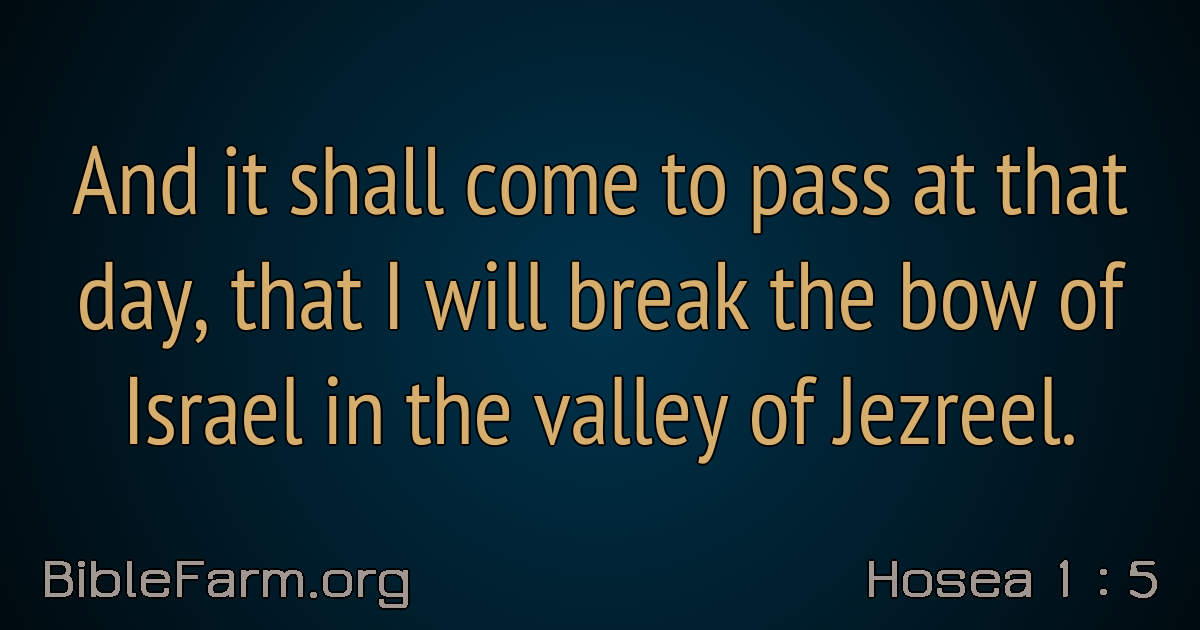 And it shall come to pass at that
day, that I will break the bow of
Israel in the valley of Jezreel.
BibleFarm.org
Hosea 1 : 5